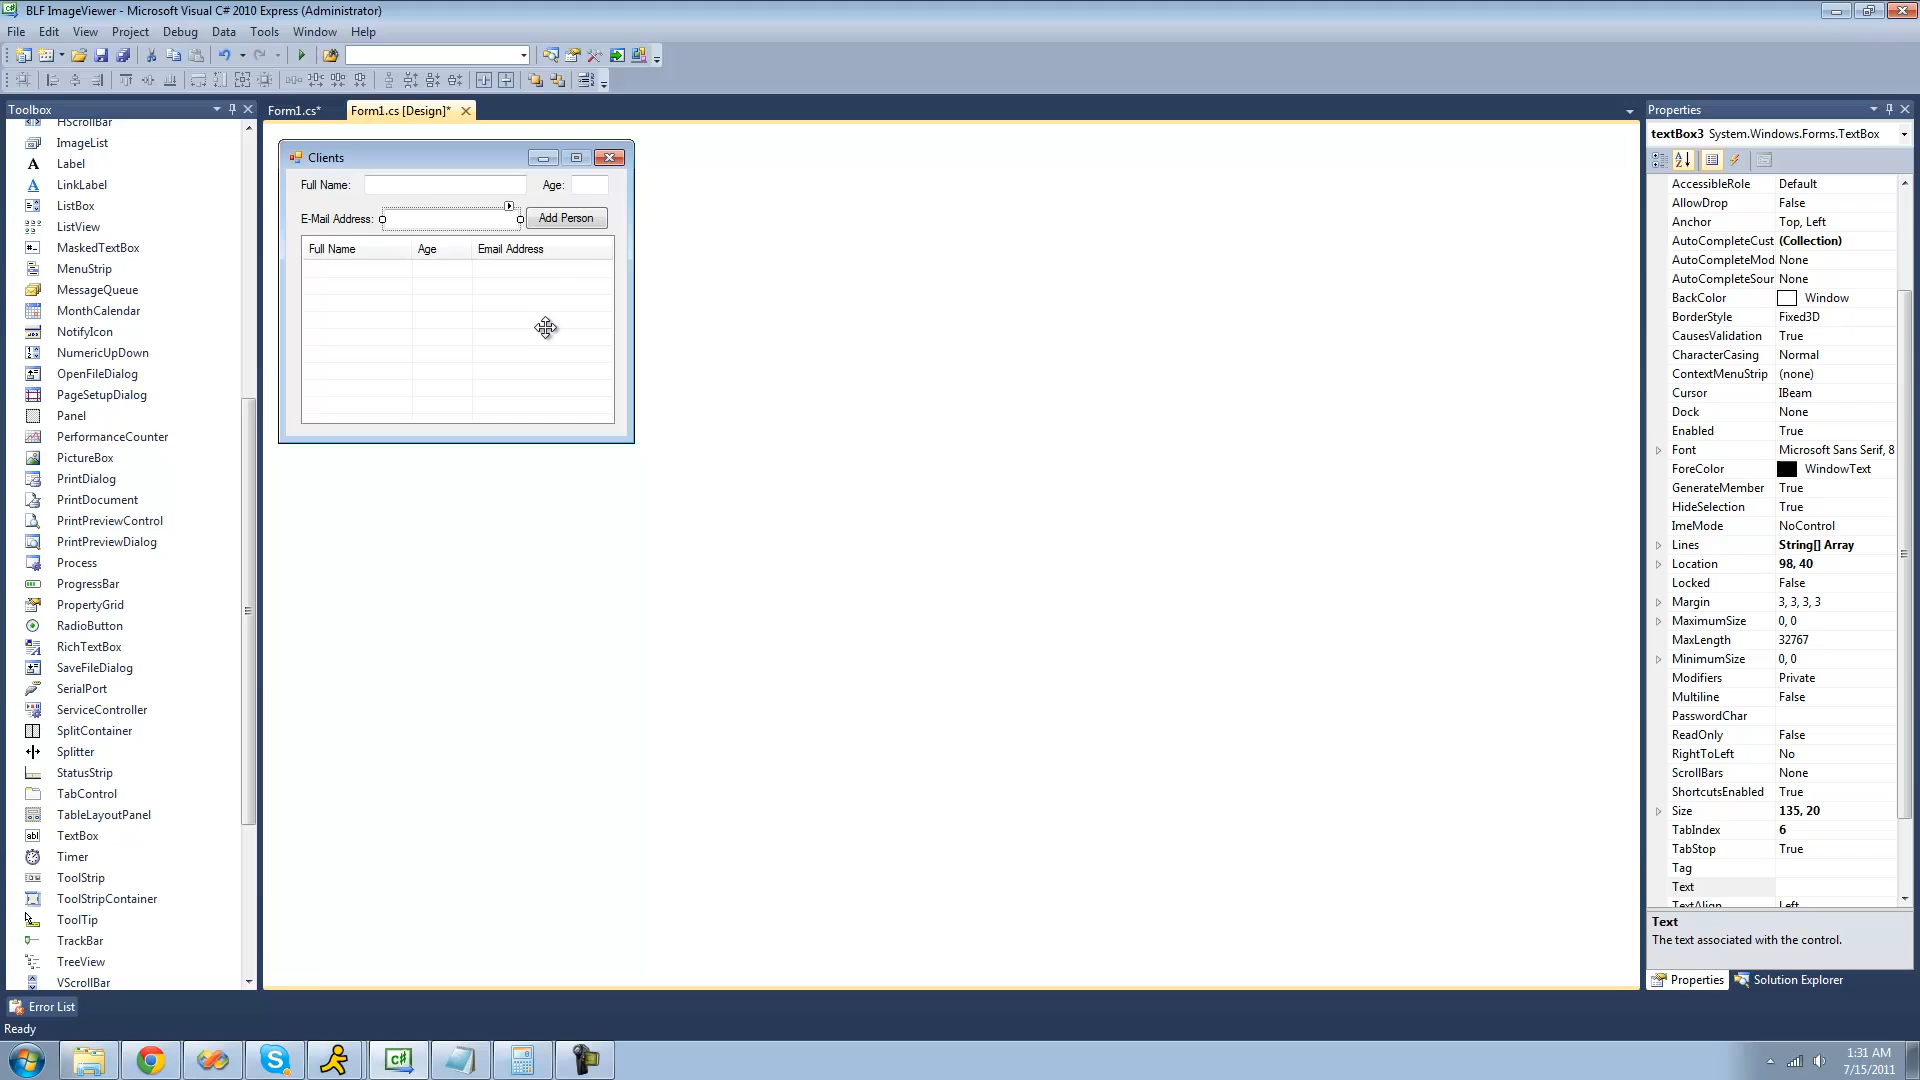 BLF ImageViewer - Microsoft Visual C# 2010 Express (Administrator)
File Edit View Project Debug Data Tools Window Help
Toolbox
HScrollBar
ImageList
Label
LinkLabel
ListBox
ListView
MaskedTextBox
MenuStrip
MessageQueue
MonthCalendar
NotifyIcon
NumericUpDown
OpenFileDialog
PageSetupDialog
Panel
PerformanceCounter
PictureBox
PrintDialog
PrintDocument
PrintPreviewControl
PrintPreviewDialog
Process
ProgressBar
PropertyGrid
RadioButton
RichTextBox
SaveFileDialog
SerialPort
ServiceController
SplitContainer
Splitter
StatusStrip
TabControl
TableLayoutPanel
TextBox
Timer
ToolStrip
ToolStripContainer
ToolTip
TrackBar
TreeView
VScrollBar
Form1.cs* Form1.cs [Design]*
Clients
Full Name: Age:
E-Mail Address: Add Person
Full Name Age Email Address
Properties
textBox3 System.Windows.Forms.TextBox
AccessibleRole Default
AllowDrop False
Anchor Top, Left
AutoCompleteCust (Collection)
AutoCompleteMod None
AutoCompleteSour None
BackColor Window
BorderStyle Fixed3D
CausesValidation True
CharacterCasing Normal
ContextMenuStrip (none)
Cursor IBeam
Dock None
Enabled True
Font Microsoft Sans Serif, 8
ForeColor WindowText
GenerateMember True
HideSelection True
ImeMode NoControl
Lines String[] Array
Location 98, 40
Locked False
Margin 3, 3, 3, 3
MaximumSize 0, 0
MaxLength 32767
MinimumSize 0, 0
Modifiers Private
Multiline False
PasswordChar
ReadOnly False
RightToLeft No
ScrollBars None
ShortcutsEnabled True
Size 135, 20
TabIndex 6
TabStop True
Tag
Text
TextAlign Left
Text
The text associated with the control.
Properties Solution Explorer
Error List
Ready
1:31 AM
7/15/2011